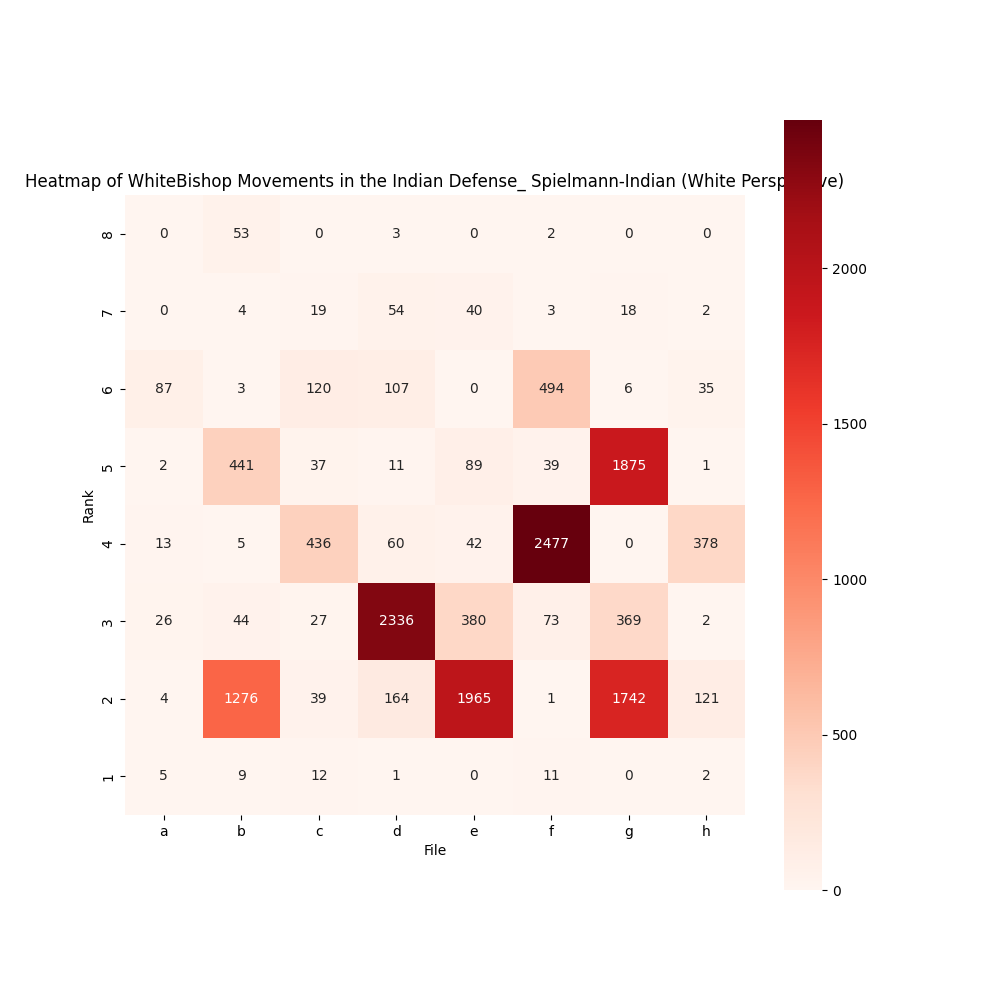 Heatmap of WhiteBishop Movements in the Indian Defense_ Spielmann-Indian (White Perspective)
8 0 53 0 3 0 2 0 0
7 0 4 19 54 40 3 18 2
6 87 3 120 107 0 494 6 35
5 2 441 37 11 89 39 1875 1
4 13 5 436 60 42 2477 0 378
3 26 44 27 2336 380 73 369 2
2 4 1276 39 164 1965 1 1742 121
1 5 9 12 1 0 11 0 2
a b c d e f g h
Rank
File
2000
1500
1000
500
0